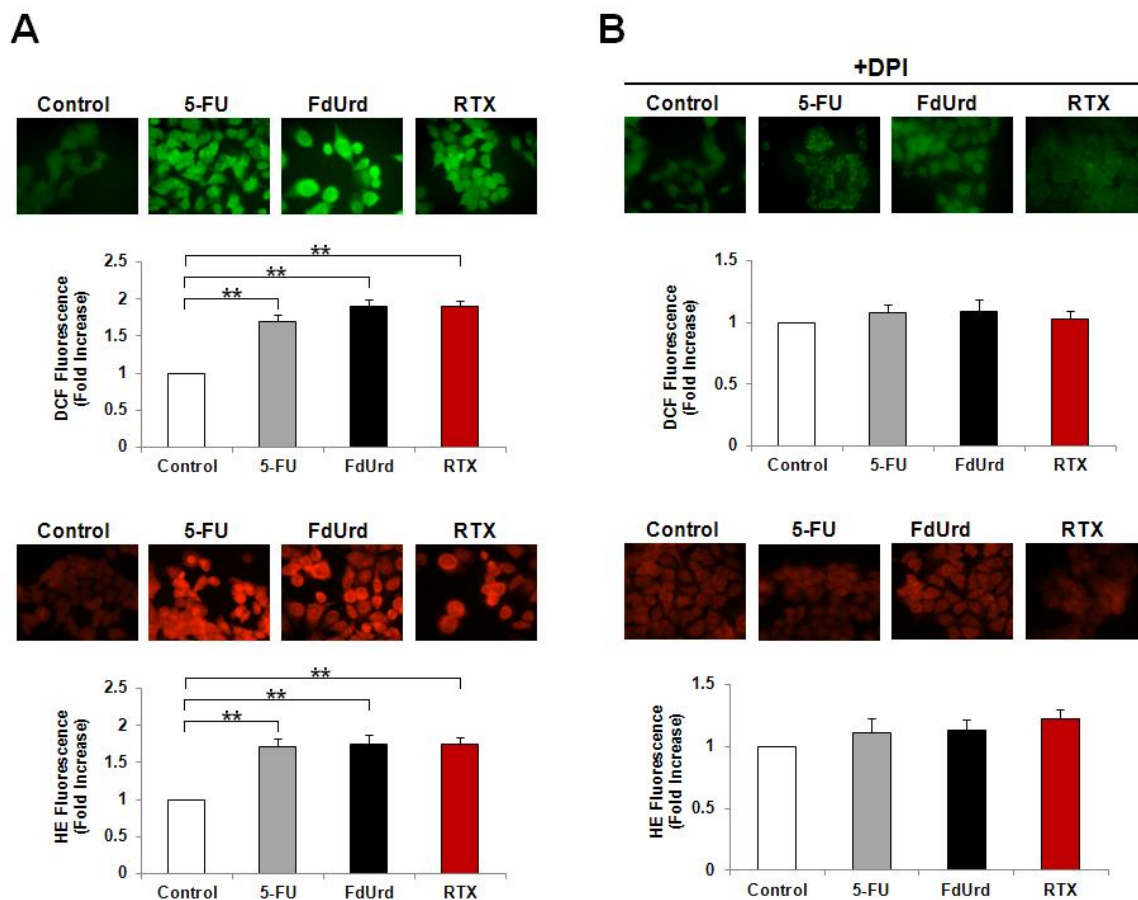 A
Control 5-FU FdUrd RTX
DCF Fluorescence
(Fold Increase)
2.5
2
1.5
1
0.5
0
**
**
**
Control 5-FU FdUrd RTX
Control 5-FU FdUrd RTX
HE Fluorescence
(Fold Increase)
2.5
2
1.5
1
0.5
0
**
**
**
Control 5-FU FdUrd RTX
B
+DPI
Control 5-FU FdUrd RTX
DCF Fluorescence
(Fold Increase)
1.5
1
0.5
0
Control 5-FU FdUrd RTX
Control 5-FU FdUrd RTX
HE Fluorescence
(Fold Increase)
1.5
1
0.5
0
Control 5-FU FdUrd RTX